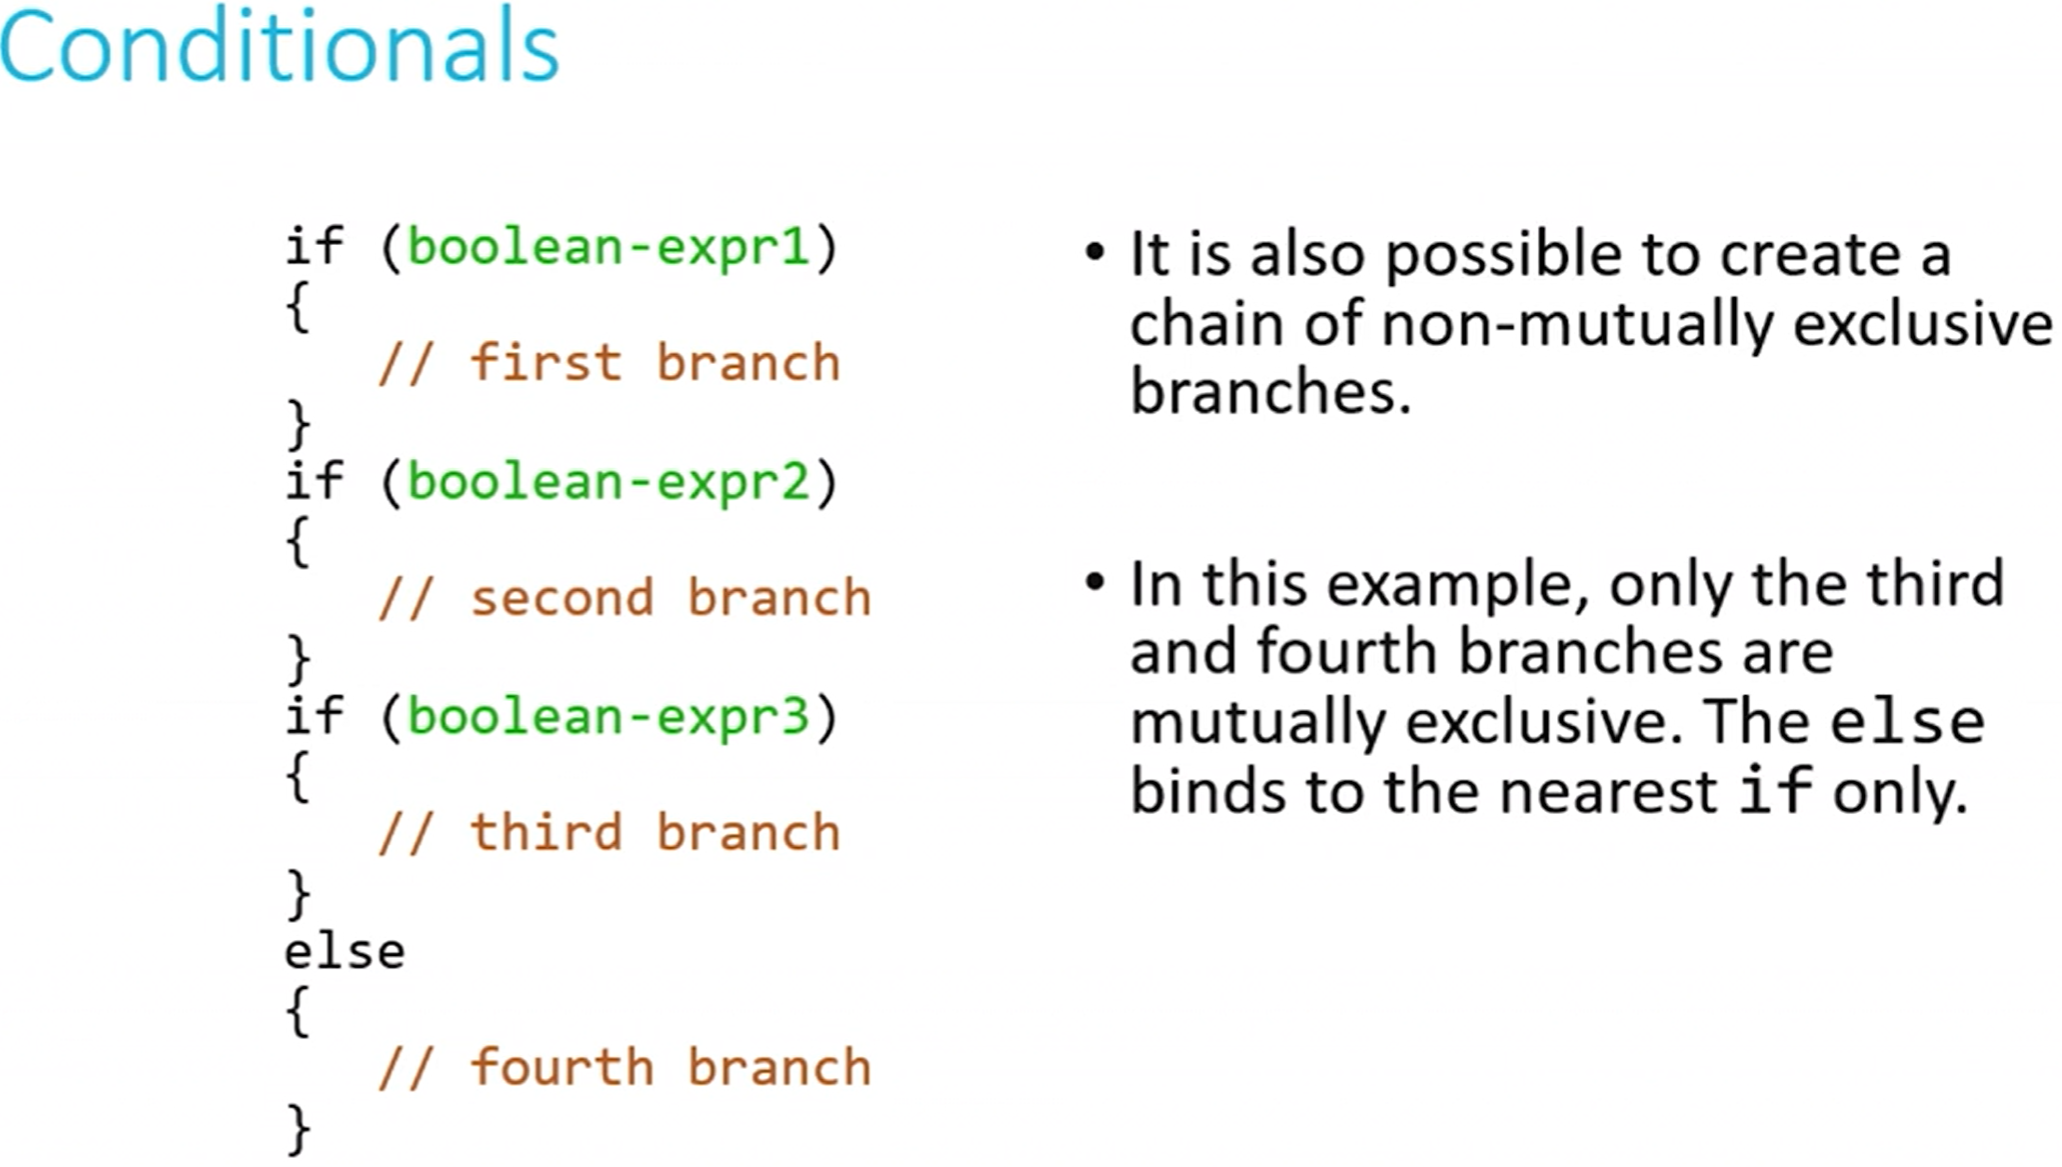 Conditionals
if (boolean-expr1)
{
// first branch
}
if (boolean-expr2)
{
// second branch
}
if (boolean-expr3)
{
// third branch
}
else
{
// fourth branch
}
• It is also possible to create a
chain of non-mutually exclusive
branches.
• In this example, only the third
and fourth branches are
mutually exclusive. The else
binds to the nearest if only.